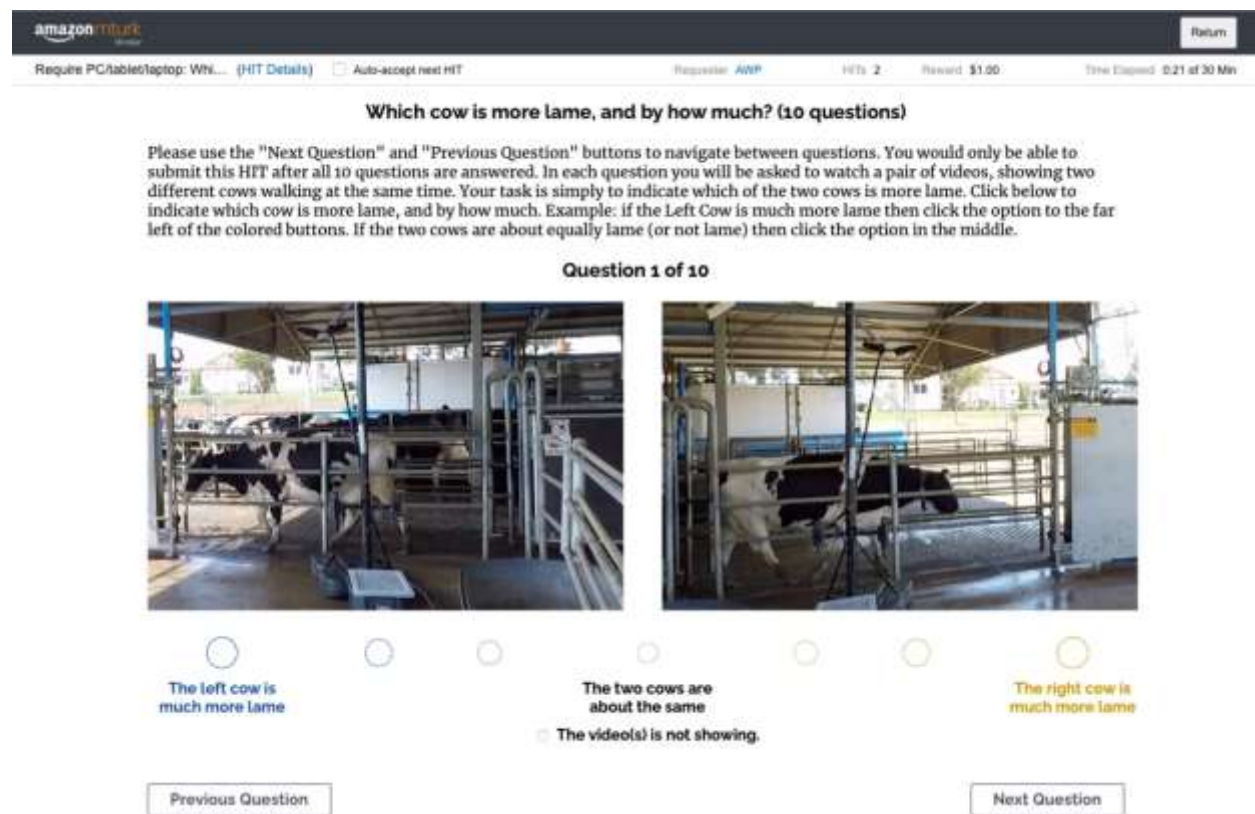 amazon mturk
Return
Require PC/tablet/laptop: Whi... (HIT Details) Auto-accept next HIT Requester AWP HITs 2 Reward $1.00 Time Elapsed 0:21 of 30 Min
Which cow is more lame, and by how much? (10 questions)
Please use the "Next Question" and "Previous Question" buttons to navigate between questions. You would only be able to
submit this HIT after all 10 questions are answered. In each question you will be asked to watch a pair of videos, showing two
different cows walking at the same time. Your task is simply to indicate which of the two cows is more lame. Click below to
indicate which cow is more lame, and by how much. Example: if the Left Cow is much more lame then click the option to the far
left of the colored buttons. If the two cows are about equally lame (or not lame) then click the option in the middle.
Question 1 of 10
The left cow is
much more lame
The two cows are
about the same
The right cow is
much more lame
The video(s) is not showing.
Previous Question
Next Question